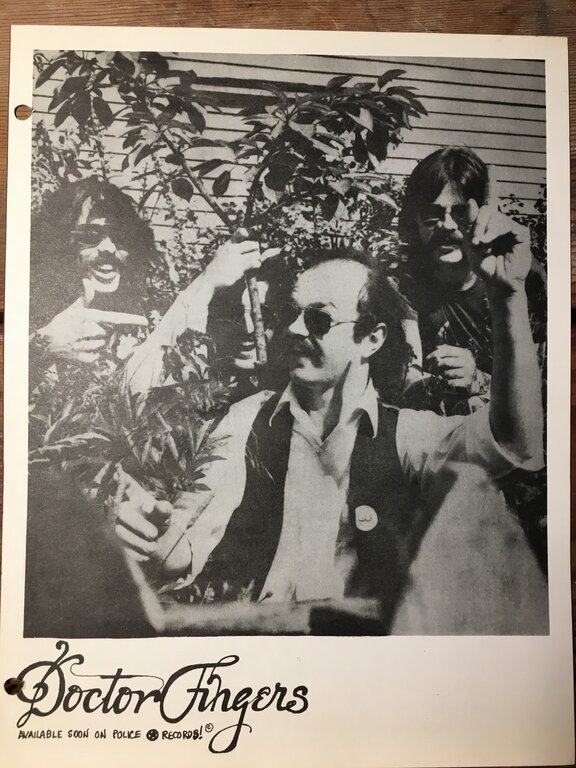 Doctor Fingers
AVAILABLE SOON ON POLICE RECORDS! ©